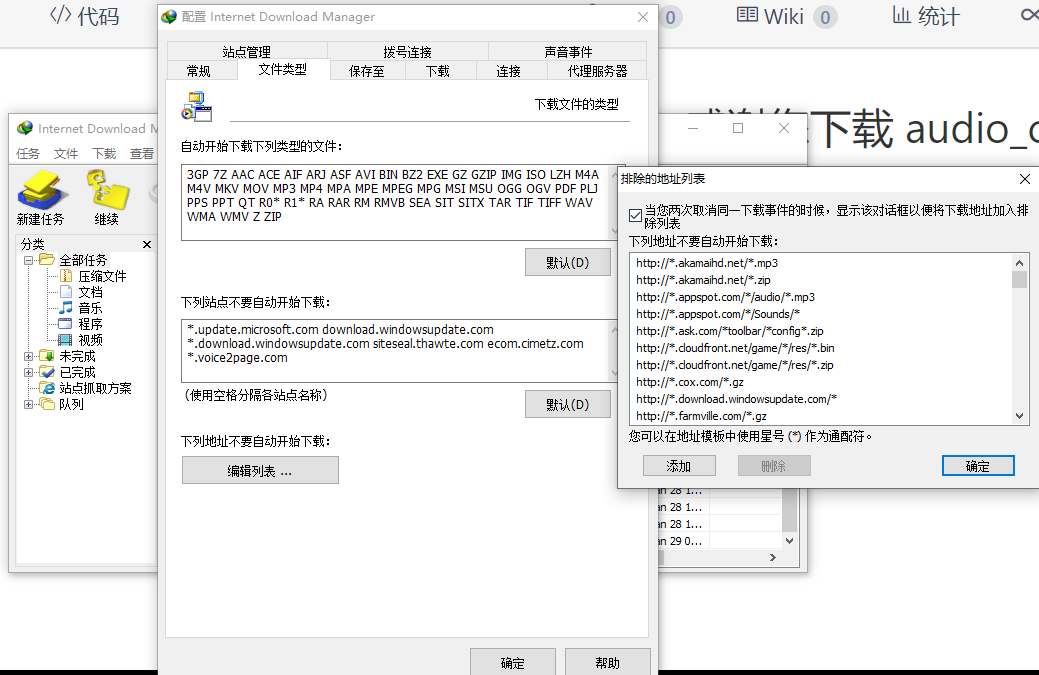 代码
0
Wiki
0
统计
感谢您下载 audio_
配置 Internet Download Manager
站点管理
拨号连接
声音事件
常规
文件类型
保存至
下载
连接
代理服务器
下载文件的类型
自动开始下载下列类型的文件：
3GP 7Z AAC ACE AIF ARJ ASF AVI BIN BZ2 EXE GZ GZIP IMG ISO LZH M4A
M4V MKV MOV MP3 MP4 MPA MPE MPEG MPG MSI MSU OGG OGV PDF PLJ
PPS PPT QT R0* R1* RA RAR RM RMVB SEA SIT SITX TAR TIF TIFF WAV
WMA WMV Z ZIP
默认(D)
下列站点不要自动开始下载：
*.update.microsoft.com download.windowsupdate.com
*.download.windowsupdate.com siteseal.thawte.com ecom.cimetz.com
*.voice2page.com
（使用空格分隔各站点名称）
默认(D)
下列地址不要自动开始下载：
编辑列表 ...
确定
帮助
Internet Download M
任务
文件
下载
查看
新建任务
继续
分类
全部任务
压缩文件
文档
音乐
程序
视频
未完成
已完成
站点抓取方案
队列
排除的地址列表
当您两次取消同一下载事件的时候，显示该对话框以便将下载地址加入排
除列表
下列地址不要自动开始下载：
http://*.akamaihd.net/*.mp3
http://*.akamaihd.net/*.zip
http://*.appspot.com/*/audio/*.mp3
http://*.appspot.com/*/Sounds/*
http://*.ask.com/*toolbar/*config*.zip
http://*.cloudfront.net/game/*/res/*.bin
http://*.cloudfront.net/game/*/res/*.zip
http://*.cox.com/*.gz
http://*.download.windowsupdate.com/*
http://*.farmville.com/*.gz
您可以在地址模板中使用星号 (*) 作为通配符。
添加
删除
确定
an 28 1...
an 28 1...
an 28 1...
an 29 0...